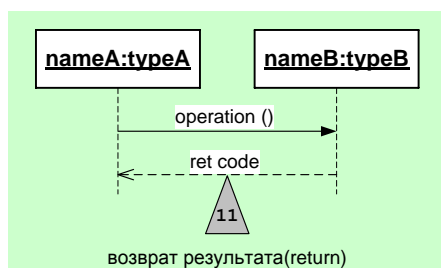 nameA:typeA nameB:typeB
operation ()
ret code
11
возврат результата(return)